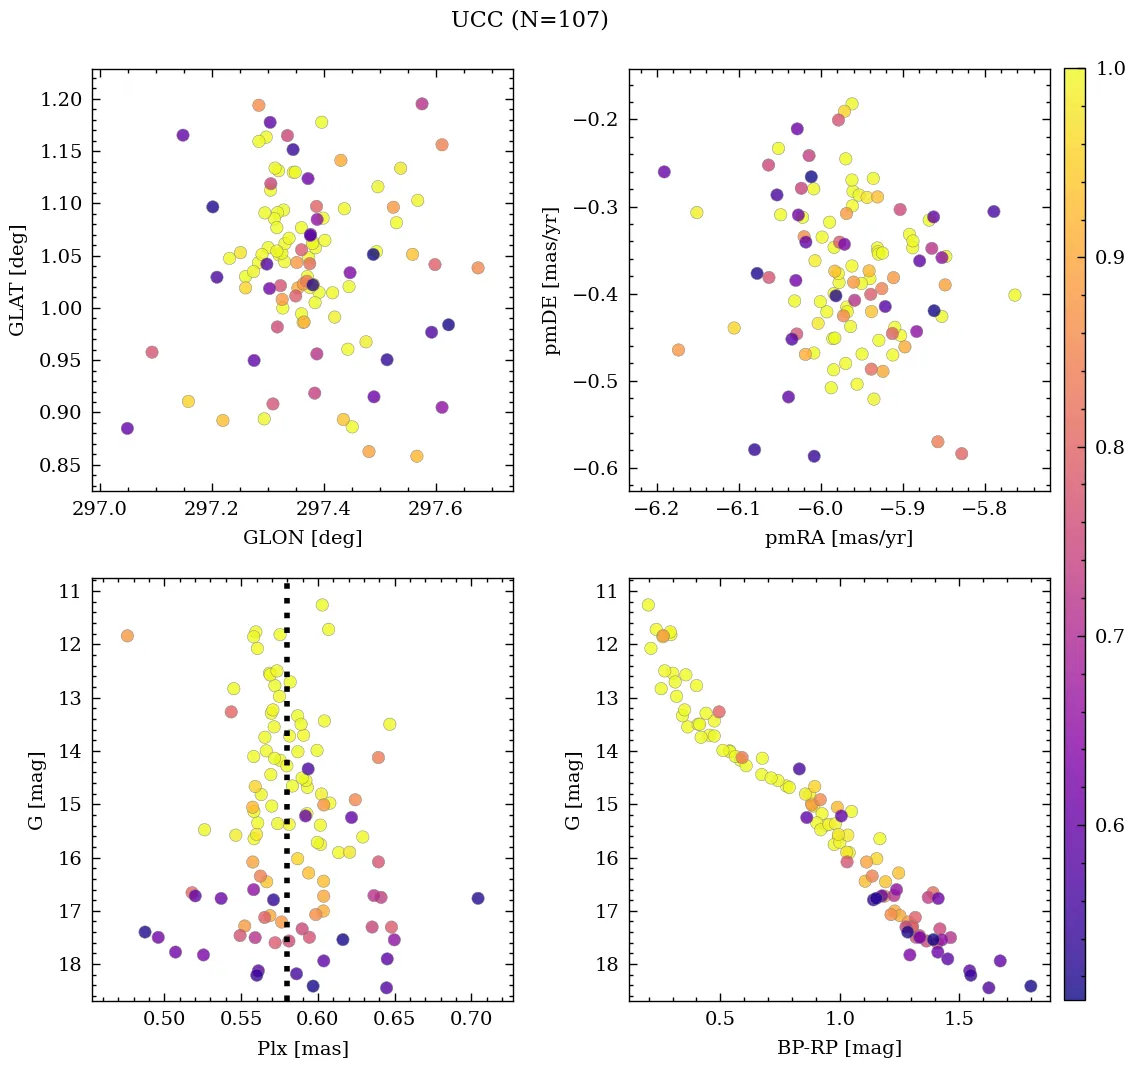 UCC (N=107)
1.20
1.15
1.10
1.05
1.00
0.95
0.90
0.85
GLAT [deg]
297.0 297.2 297.4 297.6
GLON [deg]
−0.2
−0.3
−0.4
−0.5
−0.6
pmDE [mas/yr]
−6.2 −6.1 −6.0 −5.9 −5.8
pmRA [mas/yr]
1.0
0.9
0.8
0.7
0.6
11
12
13
14
15
16
17
18
G [mag]
0.50 0.55 0.60 0.65 0.70
Plx [mas]
11
12
13
14
15
16
17
18
G [mag]
0.5 1.0 1.5
BP-RP [mag]